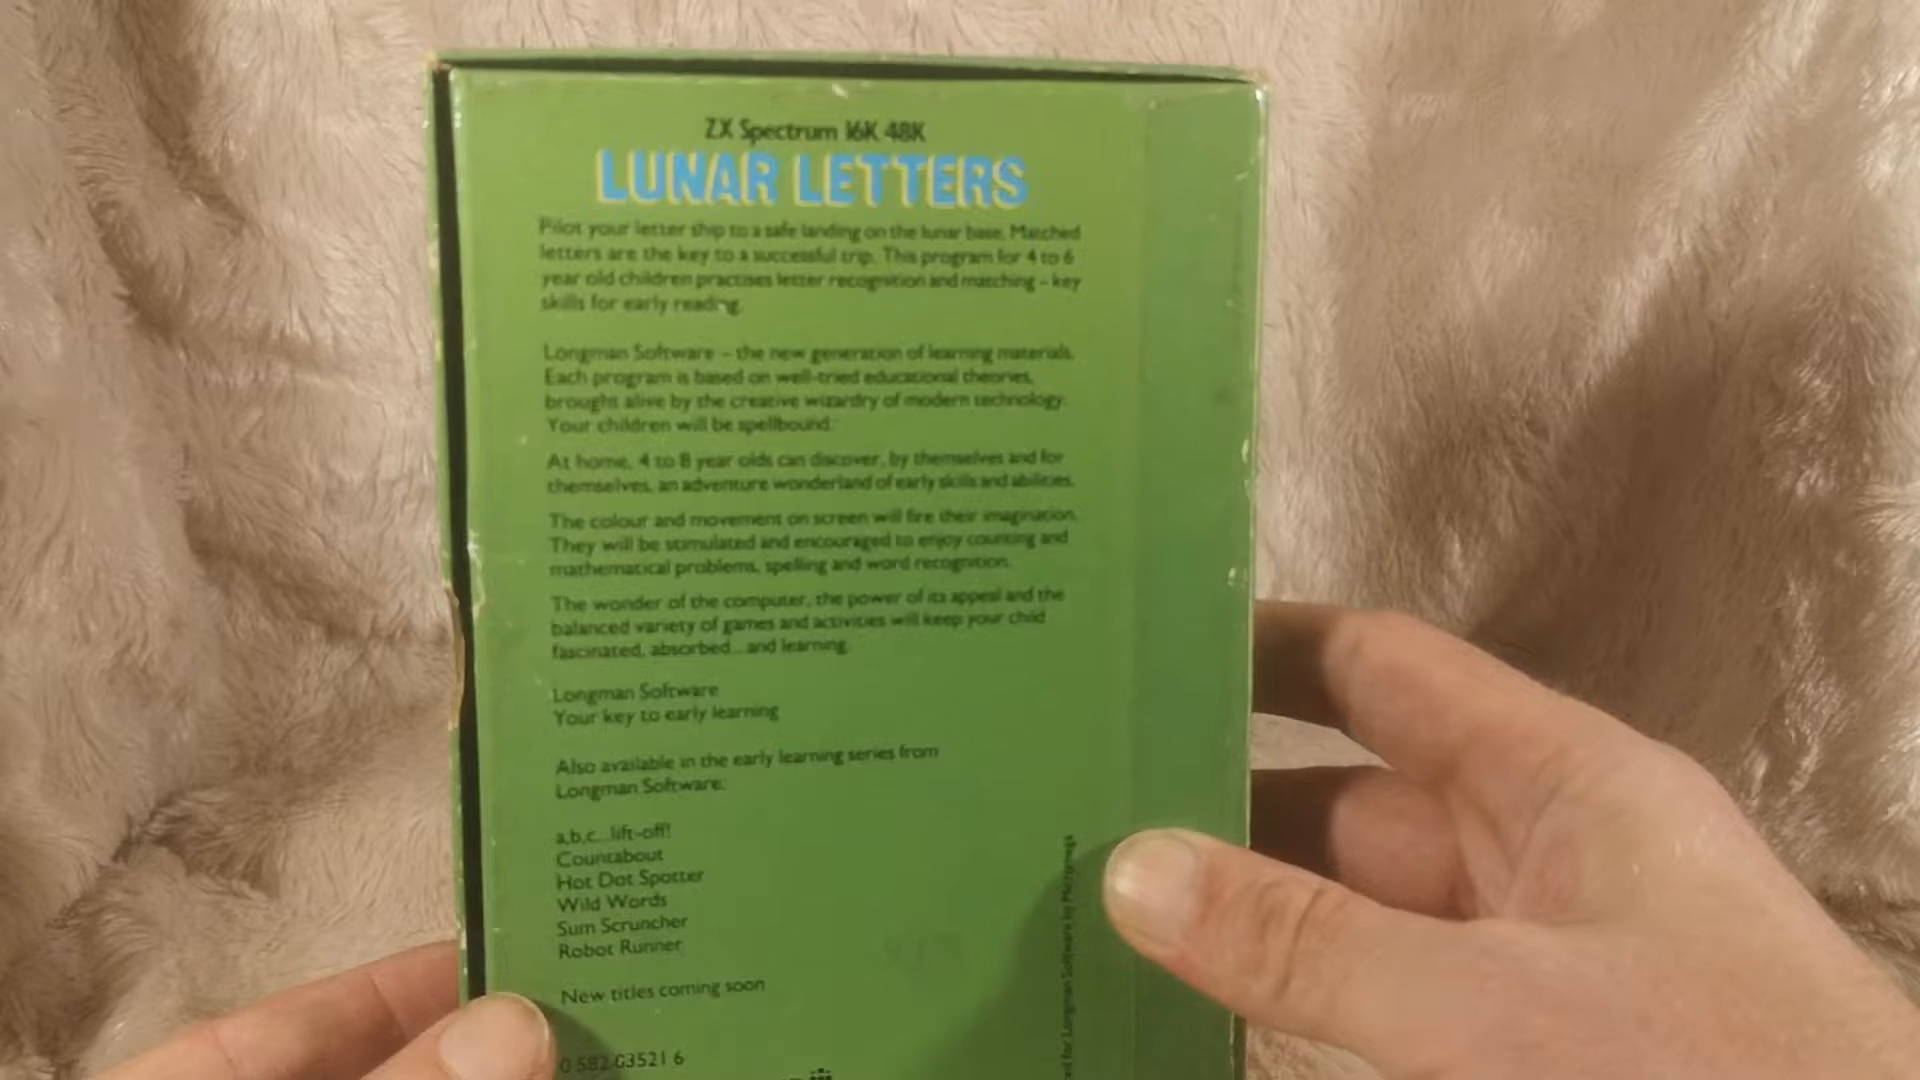 ZX Spectrum 16K 48K
LUNAR LETTERS
Pilot your letter ship to a safe landing on the lunar base. Matched
letters are the key to a successful trip. This program for 4 to 6
year old children practises letter recognition and matching – key
skills for early reading.
Longman Software – the new generation of learning materials.
Each program is based on well-tried educational theories,
brought alive by the creative wizardry of modern technology.
Your children will be spellbound.
At home, 4 to 8 year olds can discover, by themselves and for
themselves, an adventure wonderland of early skills and abilities.
The colour and movement on screen will fire their imagination.
They will be stimulated and encouraged to enjoy counting and
mathematical problems, spelling and word recognition.
The wonder of the computer, the power of its appeal and the
balanced variety of games and activities will keep your child
fascinated, absorbed...and learning.
Longman Software
Your key to early learning
Also available in the early learning series from
Longman Software:
a,b,c...lift-off!
Countabout
Hot Dot Spotter
Wild Words
Sum Scruncher
Robot Runner
New titles coming soon
0 582 03521 6
for Longman Software by Micromega